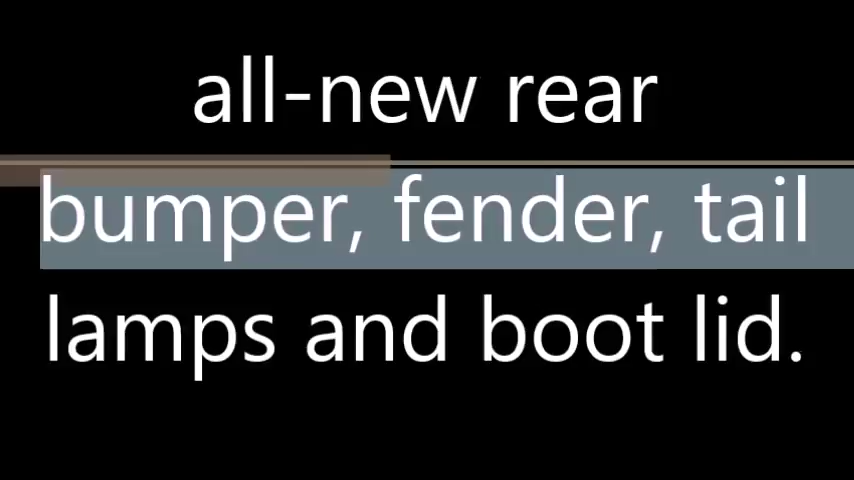 all-new rear
bumper, fender, tail
lamps and boot lid.